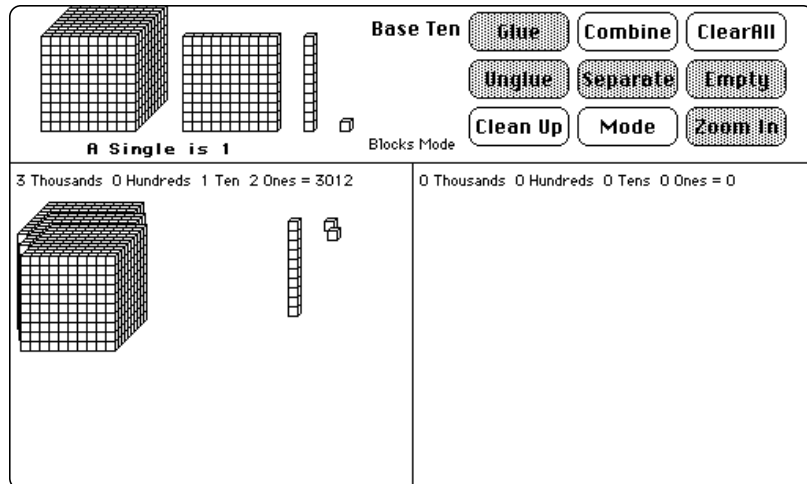 Base Ten Glue Combine ClearAll
Unglue Separate Empty
Clean Up Mode Zoom In
A Single is 1 Blocks Mode
3 Thousands 0 Hundreds 1 Ten 2 Ones = 3012
0 Thousands 0 Hundreds 0 Tens 0 Ones = 0